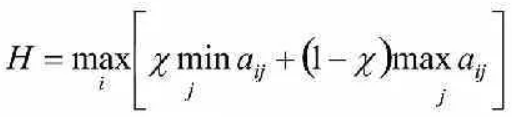 H = max_i [ χ min_j a_ij + (1 − χ) max_j a_ij ]